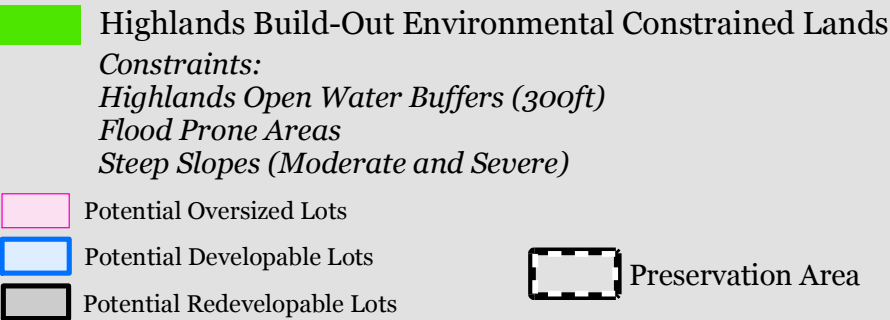 Highlands Build-Out Environmental Constrained Lands
Constraints:
Highlands Open Water Buffers (300ft)
Flood Prone Areas
Steep Slopes (Moderate and Severe)
Potential Oversized Lots
Potential Developable Lots
Potential Redevelopable Lots
Preservation Area